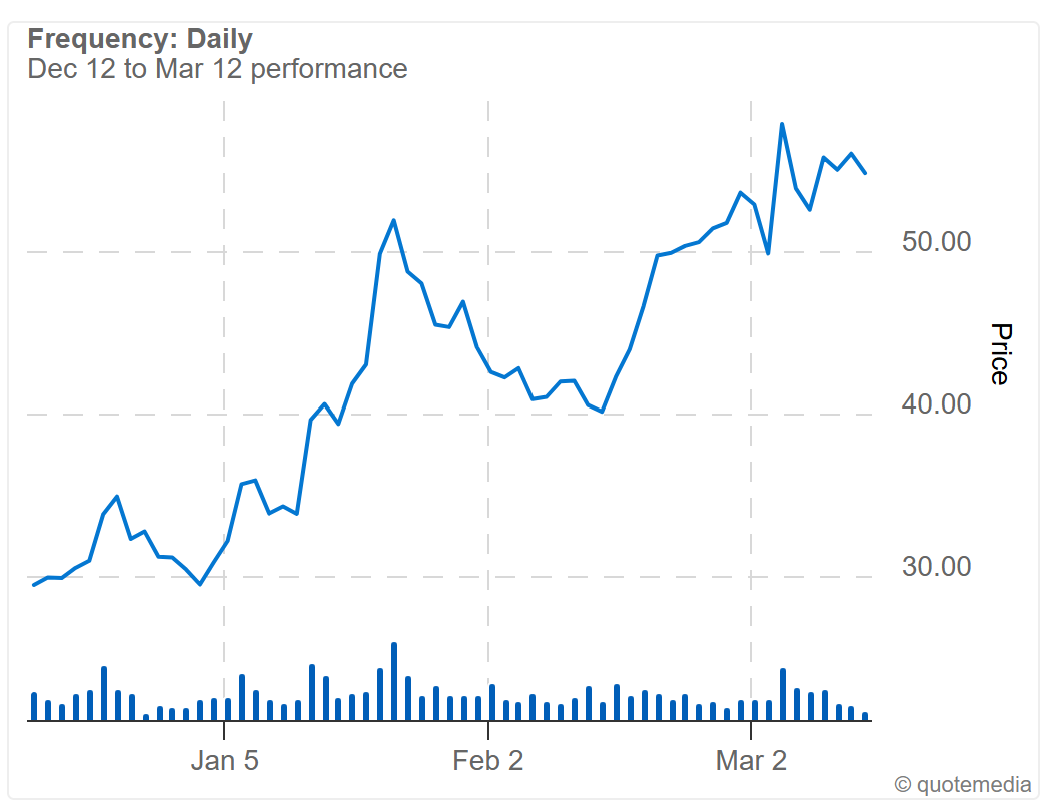 Frequency: Daily
Dec 12 to Mar 12 performance
50.00
40.00
30.00
Price
Jan 5
Feb 2
Mar 2
© quotemedia